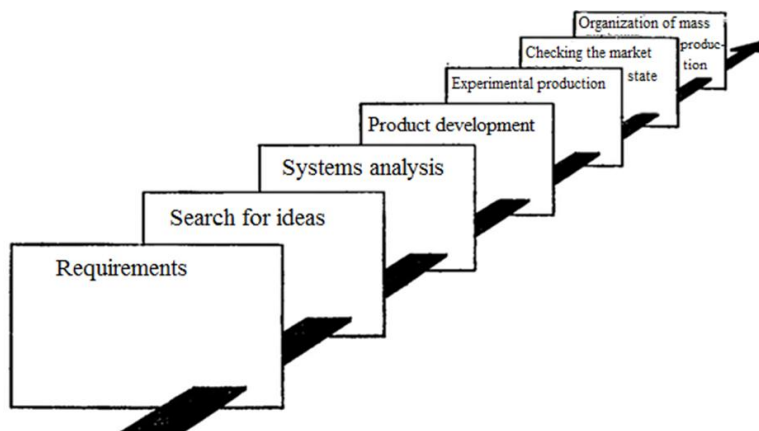 Organization of mass
produc-
tion
Checking the market
state
Experimental production
Product development
Systems analysis
Search for ideas
Requirements